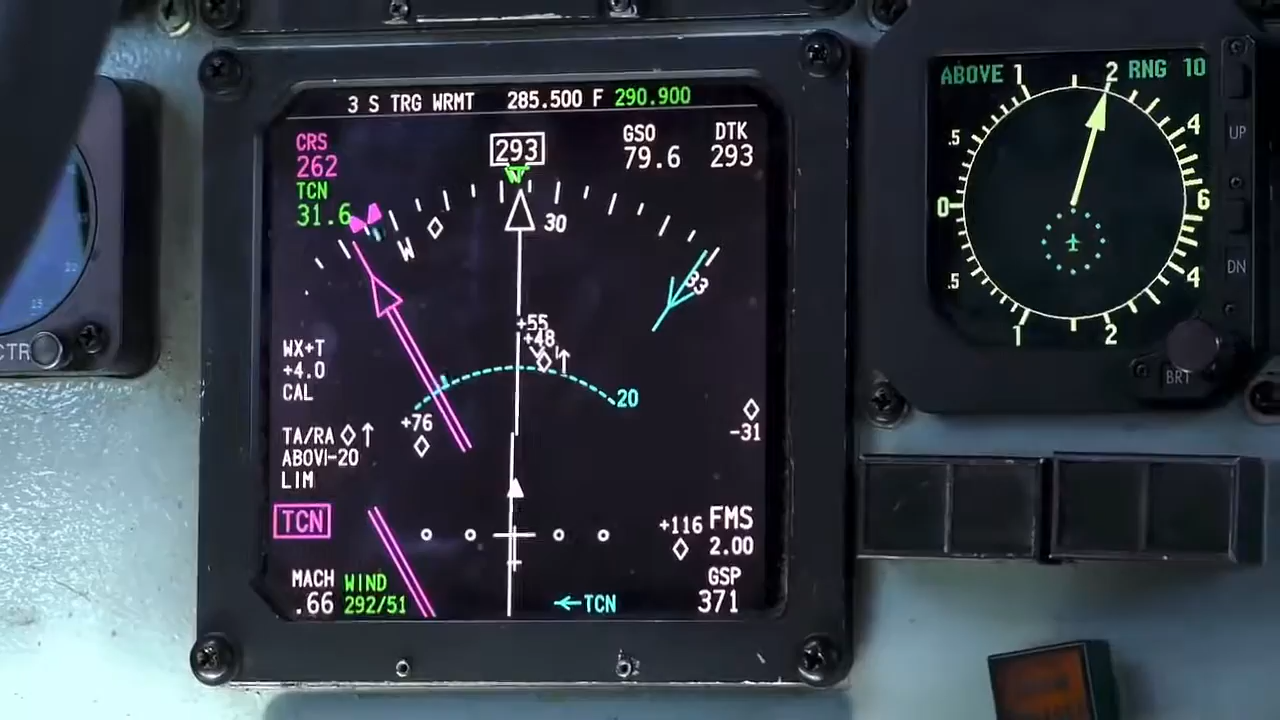 3 S TRG WRMT 285.500 F 290.900
CRS
262
TCN
31.6
293
GSO
79.6
DTK
293
W
30
33
+55
+48
20
+76
-31
WX+T
+4.0
CAL
TA/RA
ABOV
-20
LIM
TCN
+116
FMS
2.00
MACH
.66
WIND
292/51
←TCN
GSP
371
ABOVE 1 2 RNG 10
.5 4
0 6
.5 4
1 2
UP
DN
BRT
CTR